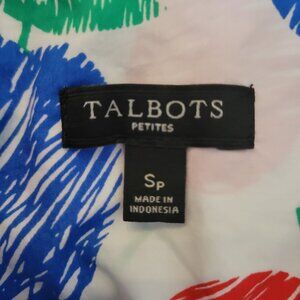 TALBOTS
PETITES
SP
MADE IN
INDONESIA